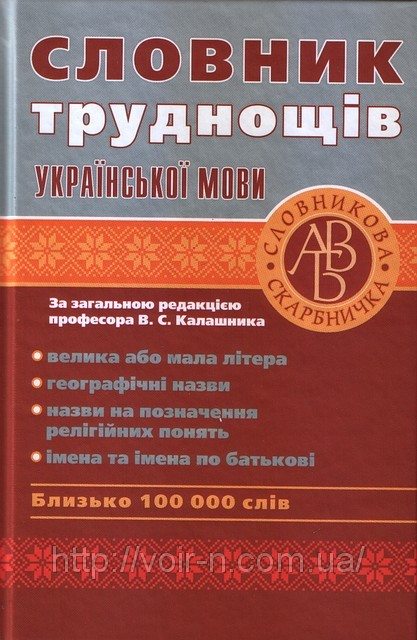 СЛОВНИК
труднощів
УКРАЇНСЬКОЇ МОВИ
СЛОВНИКОВА
СКАРБНИЧКА
АБВ
За загальною редакцією
професора В. С. Калашника
• велика або мала літера
• географічні назви
• назви на позначення
релігійних понять
• імена та імена по батькові
Близько 100 000 слів
http://voir-n.com.ua/